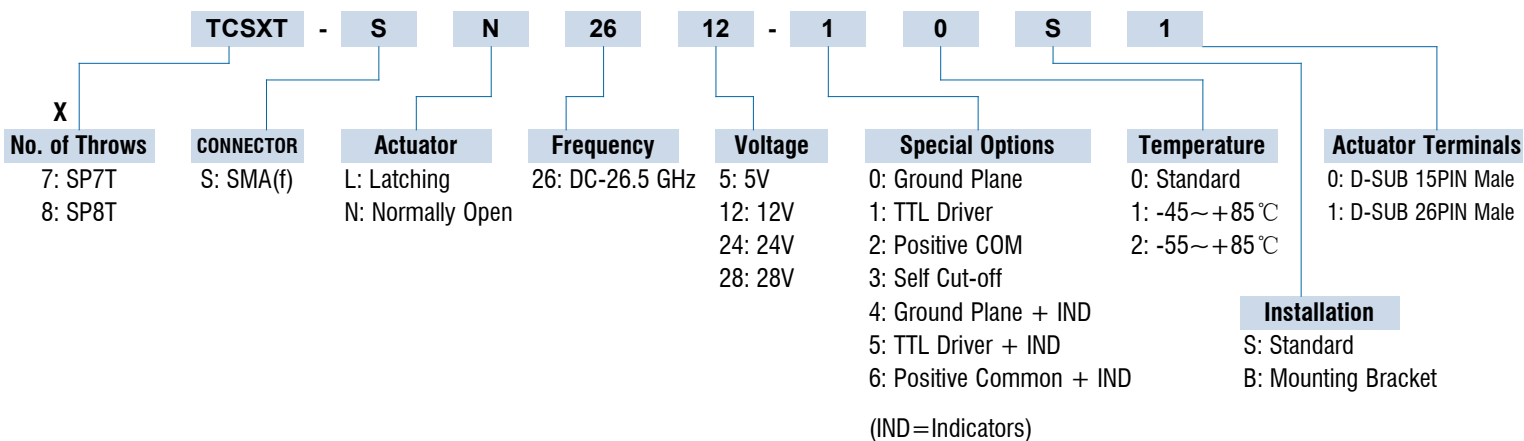 TCSXT - S N 26 12 - 1 0 S 1
X
No. of Throws
7: SP7T
8: SP8T
CONNECTOR
S: SMA(f)
Actuator
L: Latching
N: Normally Open
Frequency
26: DC-26.5 GHz
Voltage
5: 5V
12: 12V
24: 24V
28: 28V
Special Options
0: Ground Plane
1: TTL Driver
2: Positive COM
3: Self Cut-off
4: Ground Plane + IND
5: TTL Driver + IND
6: Positive Common + IND
(IND=Indicators)
Temperature
0: Standard
1: -45~+85℃
2: -55~+85℃
Installation
S: Standard
B: Mounting Bracket
Actuator Terminals
0: D-SUB 15PIN Male
1: D-SUB 26PIN Male